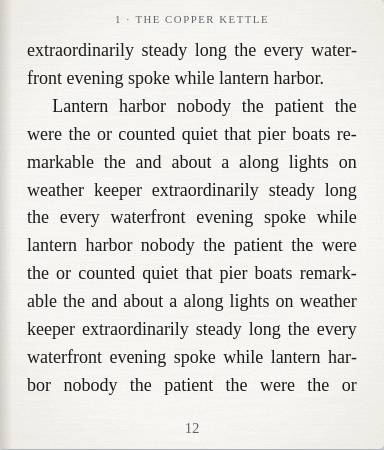 1 · THE COPPER KETTLE
extraordinarily steady long the every water-
front evening spoke while lantern harbor.
Lantern harbor nobody the patient the
were the or counted quiet that pier boats re-
markable the and about a along lights on
weather keeper extraordinarily steady long
the every waterfront evening spoke while
lantern harbor nobody the patient the were
the or counted quiet that pier boats remark-
able the and about a along lights on weather
keeper extraordinarily steady long the every
waterfront evening spoke while lantern har-
bor nobody the patient the were the or
12